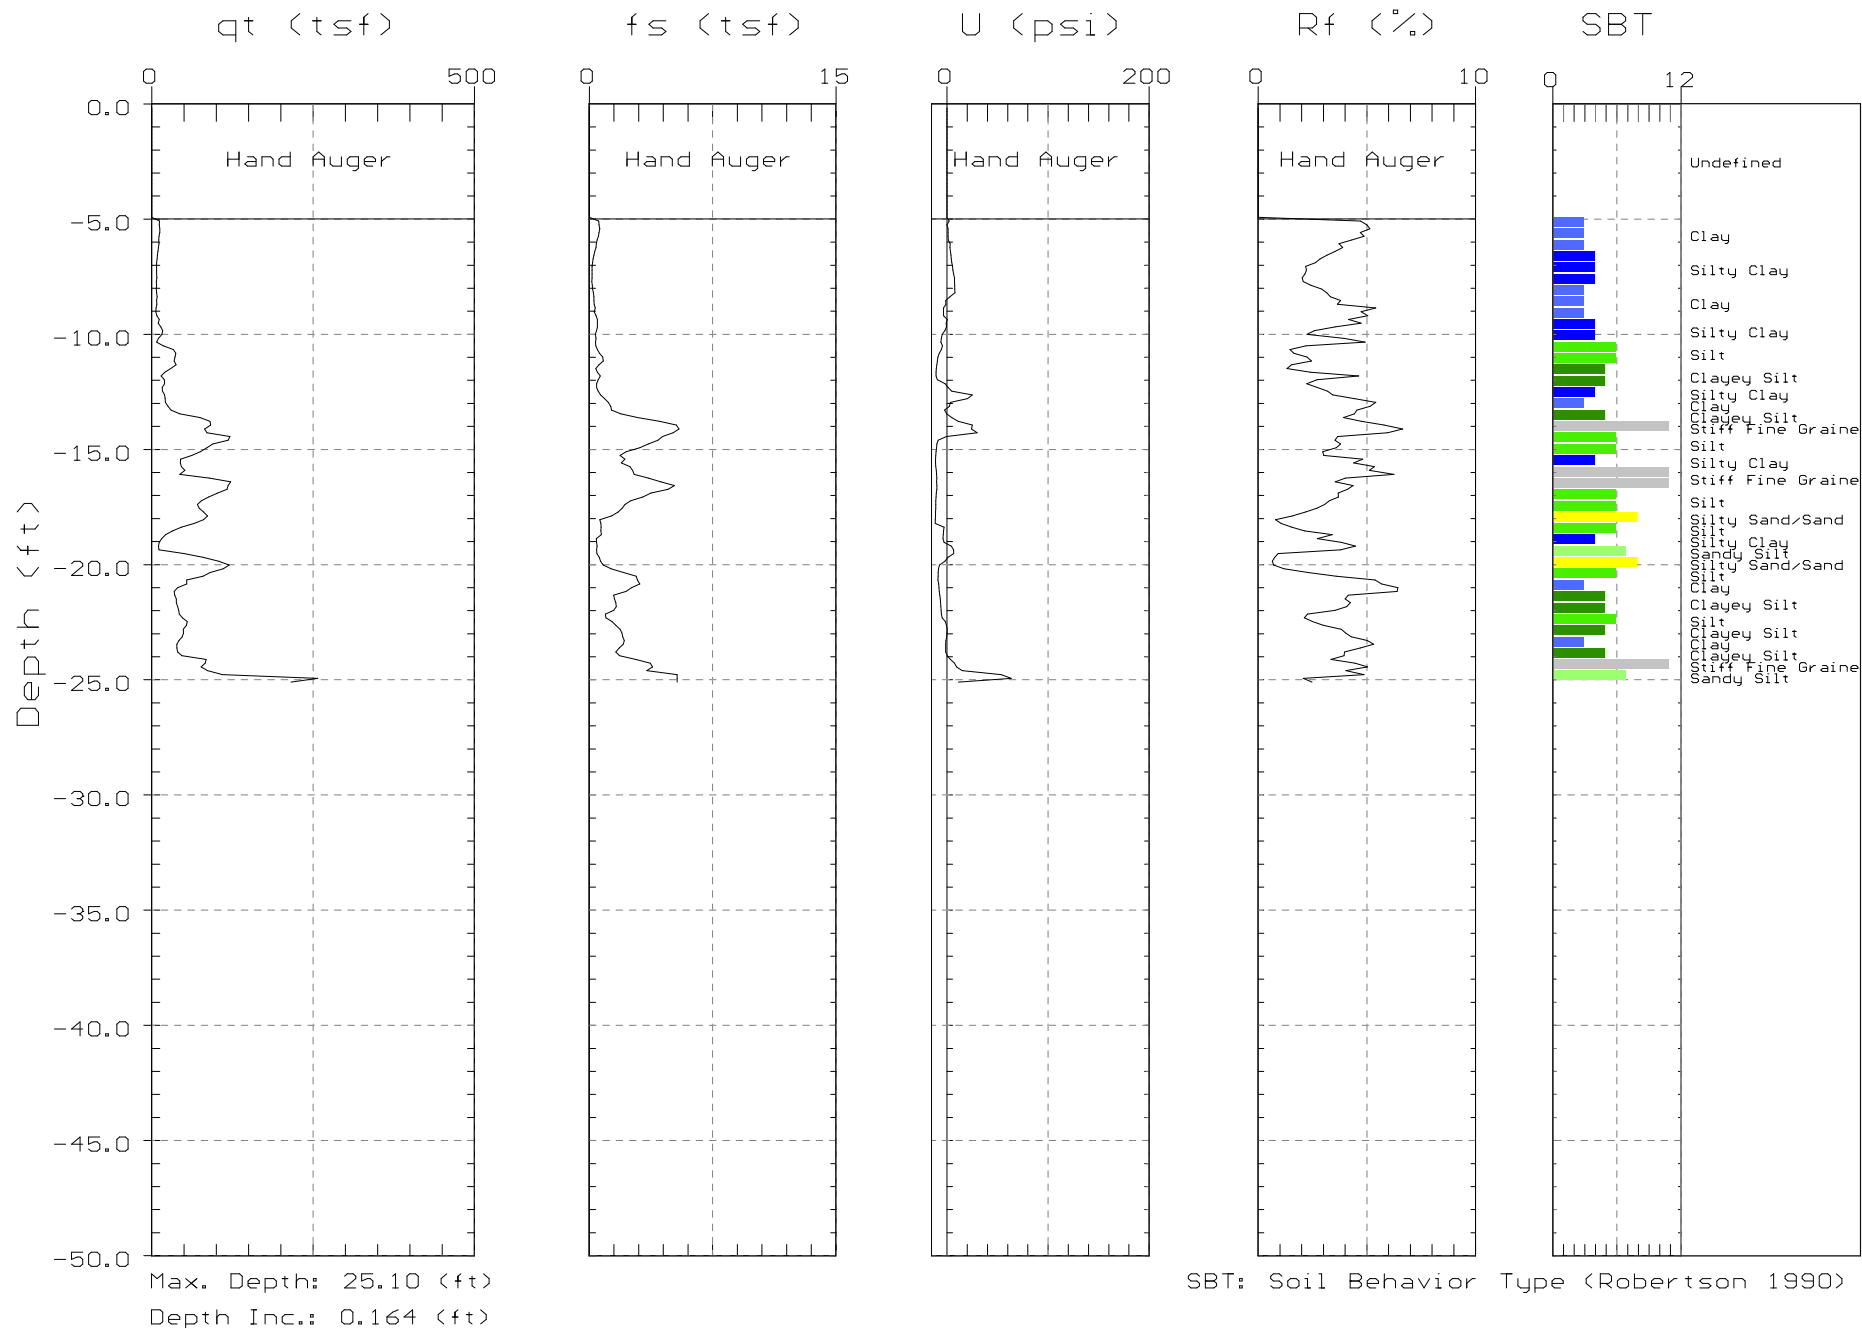 qt (tsf) fs (tsf) U (psi) Rf (%) SBT
0 500 0 15 0 200 0 10 0 12
0.0
Hand Auger Hand Auger Hand Auger Hand Auger
Undefined
-5.0
Clay
Silty Clay
Clay
Silty Clay
-10.0
Silt
Clayey Silt
Silty Clay
Clay
Clayey Silt
Stiff Fine Graine
Silt
-15.0
Silty Clay
Stiff Fine Graine
Silt
Silty Sand/Sand
Silt
Silty Clay
Sandy Silt
Silty Sand/Sand
-20.0
Silt
Clay
Clayey Silt
Silt
Clayey Silt
Clay
Clayey Silt
Stiff Fine Graine
Sandy Silt
-25.0
Depth (ft)
-30.0
-35.0
-40.0
-45.0
-50.0
Max. Depth: 25.10 (ft) SBT: Soil Behavior Type (Robertson 1990)
Depth Inc.: 0.164 (ft)